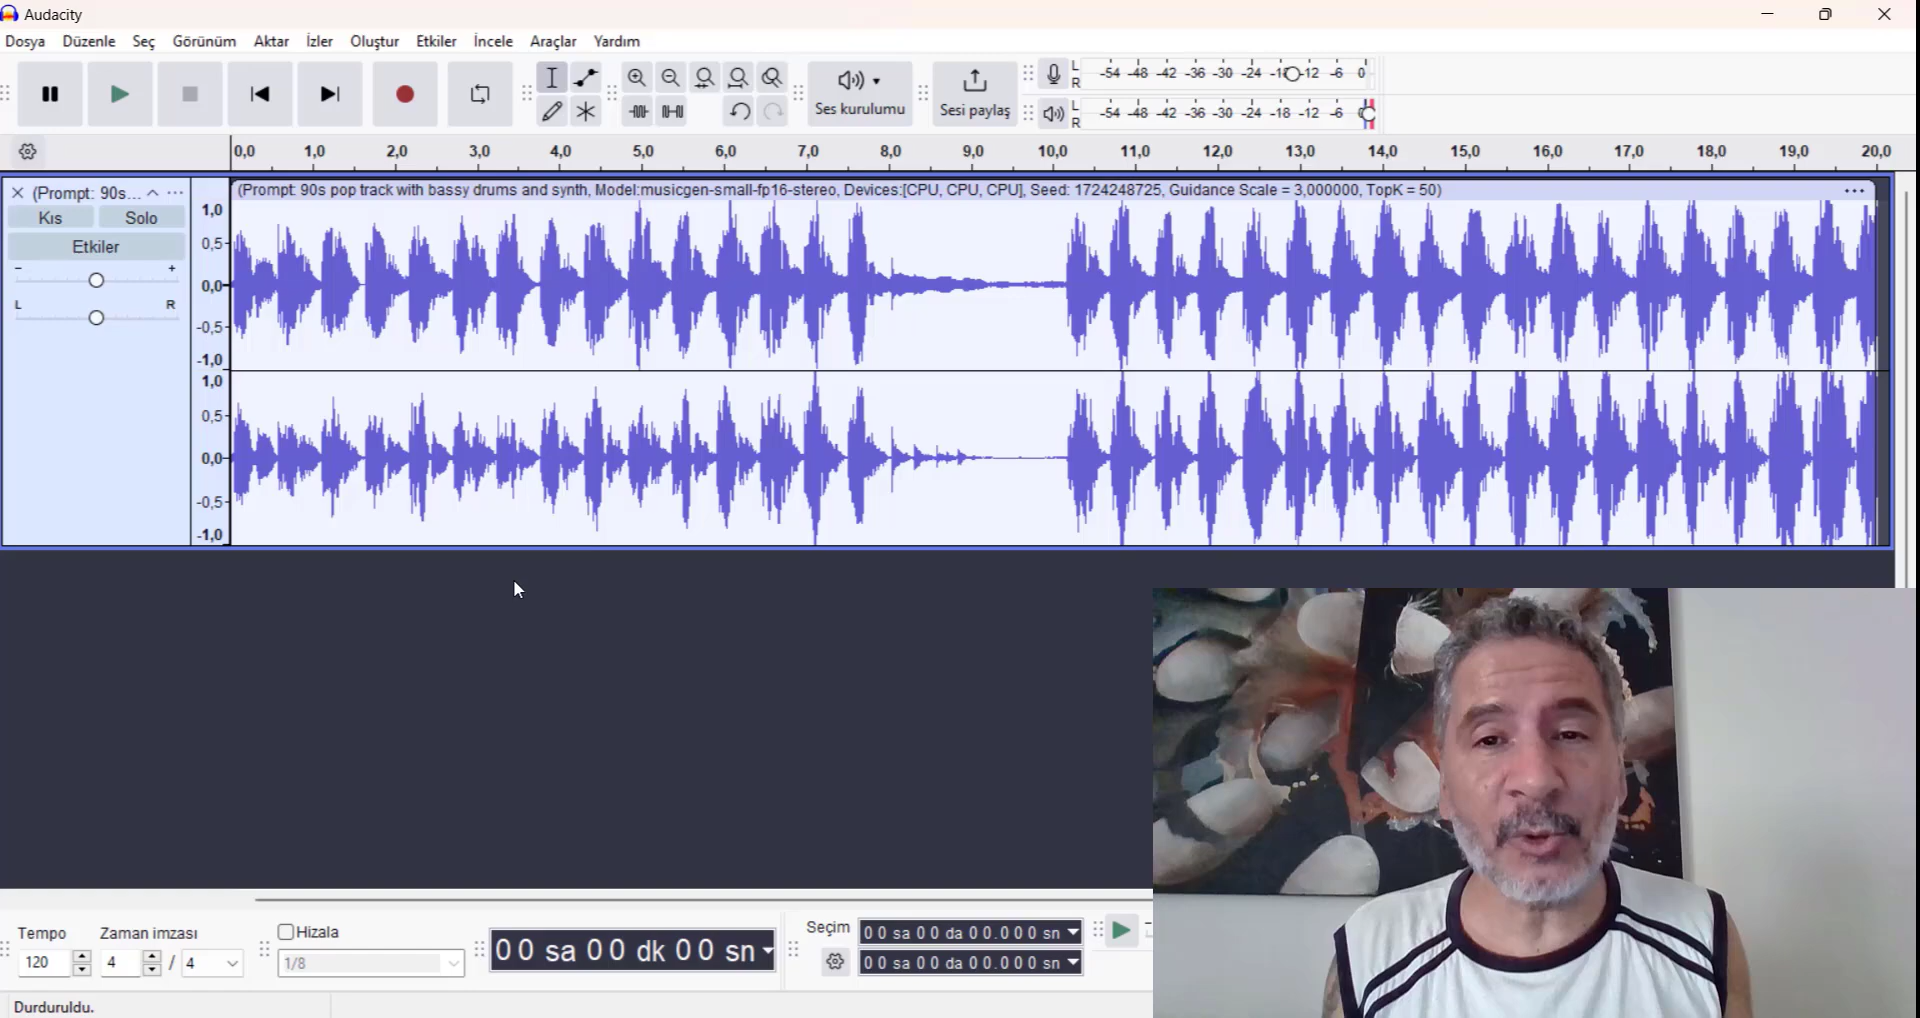 Audacity
Dosya Düzenle Seç Görünüm Aktar İzler Oluştur Etkiler İncele Araçlar Yardım
Ses kurulumu
Sesi paylaş
L
R
-54 -48 -42 -36 -30 -24 -12 -6 0
L
R
-54 -48 -42 -36 -30 -24 -18 -12 -6
0,0 1,0 2,0 3,0 4,0 5,0 6,0 7,0 8,0 9,0 10,0 11,0 12,0 13,0 14,0 15,0 16,0 17,0 18,0 19,0 20,0
(Prompt: 90s...
(Prompt: 90s pop track with bassy drums and synth, Model:musicgen-small-fp16-stereo, Devices:[CPU, CPU, CPU], Seed: 1724248725, Guidance Scale = 3,000000, TopK = 50)
Kıs Solo
Etkiler
- +
L R
1,0
0,5
0,0
-0,5
-1,0
1,0
0,5
0,0
-0,5
-1,0
Tempo
120
Zaman imzası
4 / 4
Hizala
1/8
00 sa 00 dk 00 sn
Seçim
00 sa 00 da 00.000 sn
00 sa 00 da 00.000 sn
Durduruldu.